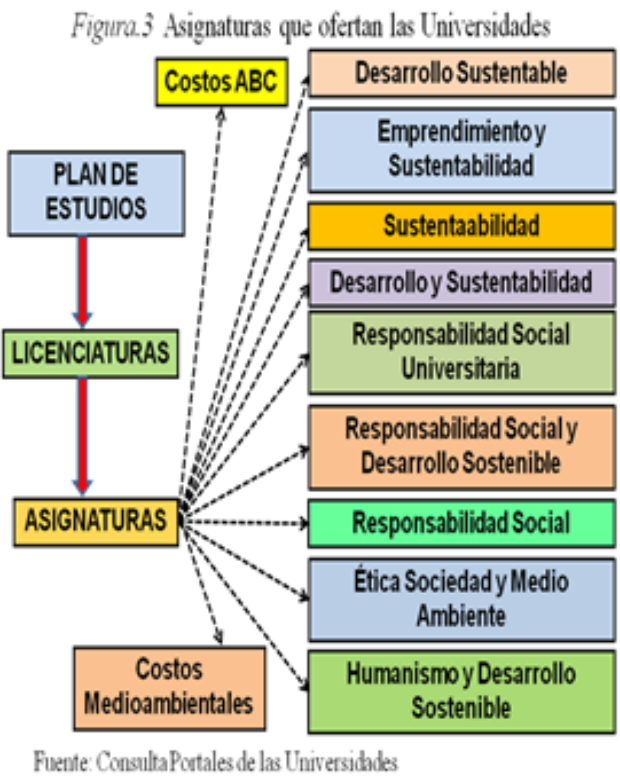 Figura.3 Asignaturas que ofertan las Universidades
Costos ABC
PLAN DE
ESTUDIOS
LICENCIATURAS
ASIGNATURAS
Costos
Medioambientales
Desarrollo Sustentable
Emprendimiento y
Sustentabilidad
Sustentaabilidad
Desarrollo y Sustentabilidad
Responsabilidad Social
Universitaria
Responsabilidad Social y
Desarrollo Sostenible
Responsabilidad Social
Ética Sociedad y Medio
Ambiente
Humanismo y Desarrollo
Sostenible
Fuente: Consulta Portales de las Universidades